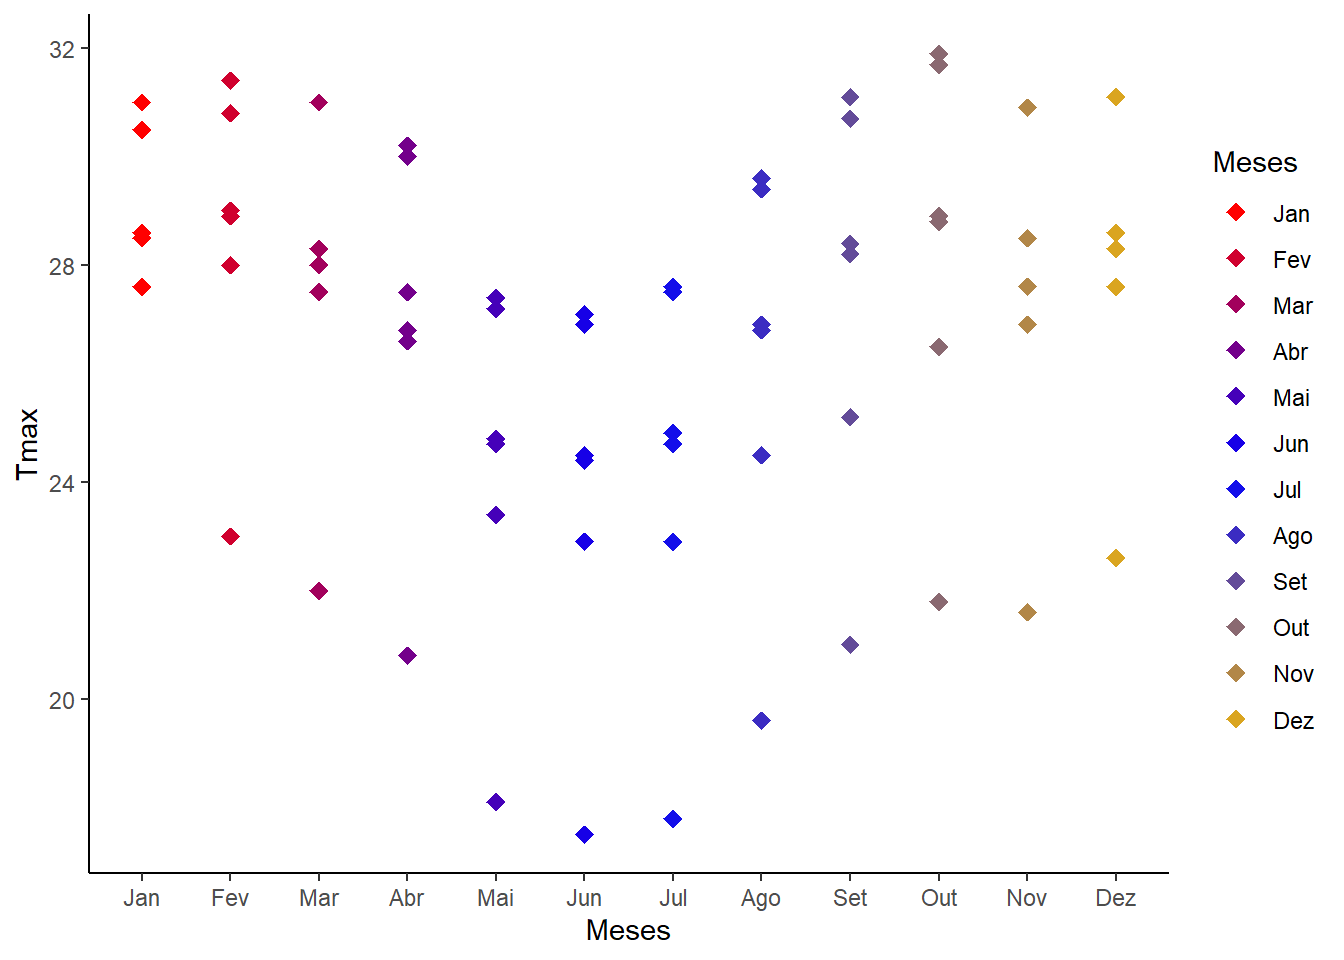 Tmax
32
28
24
20
Jan Fev Mar Abr Mai Jun Jul Ago Set Out Nov Dez
Meses
Meses
Jan
Fev
Mar
Abr
Mai
Jun
Jul
Ago
Set
Out
Nov
Dez